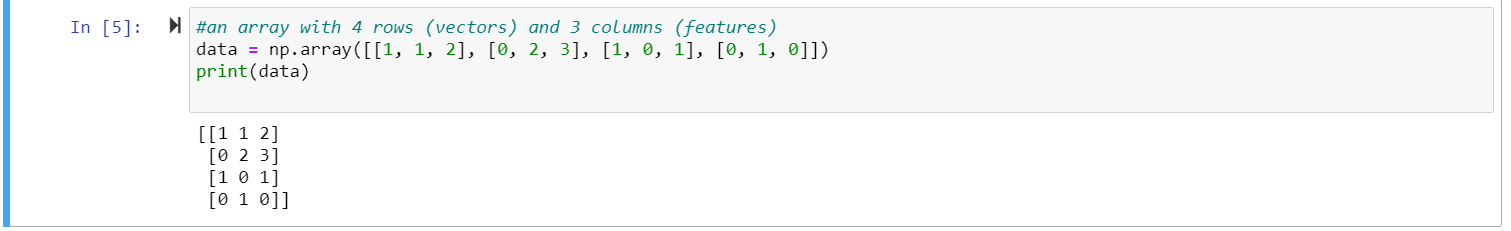 In [5]:
#an array with 4 rows (vectors) and 3 columns (features)
data = np.array([[1, 1, 2], [0, 2, 3], [1, 0, 1], [0, 1, 0]])
print(data)
[[1 1 2]
 [0 2 3]
 [1 0 1]
 [0 1 0]]